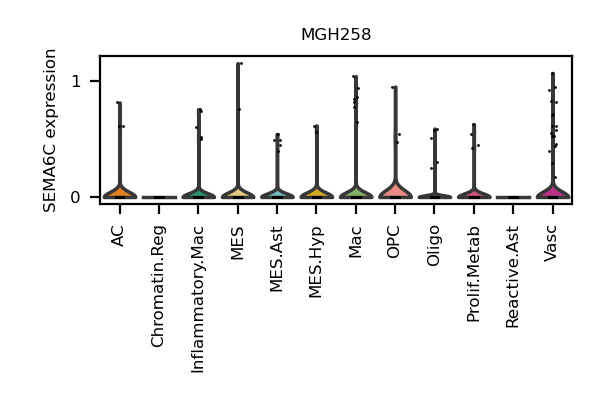 MGH258
SEMA6C expression
1
0
AC
Chromatin.Reg
Inflammatory.Mac
MES
MES.Ast
MES.Hyp
Mac
OPC
Oligo
Prolif.Metab
Reactive.Ast
Vasc